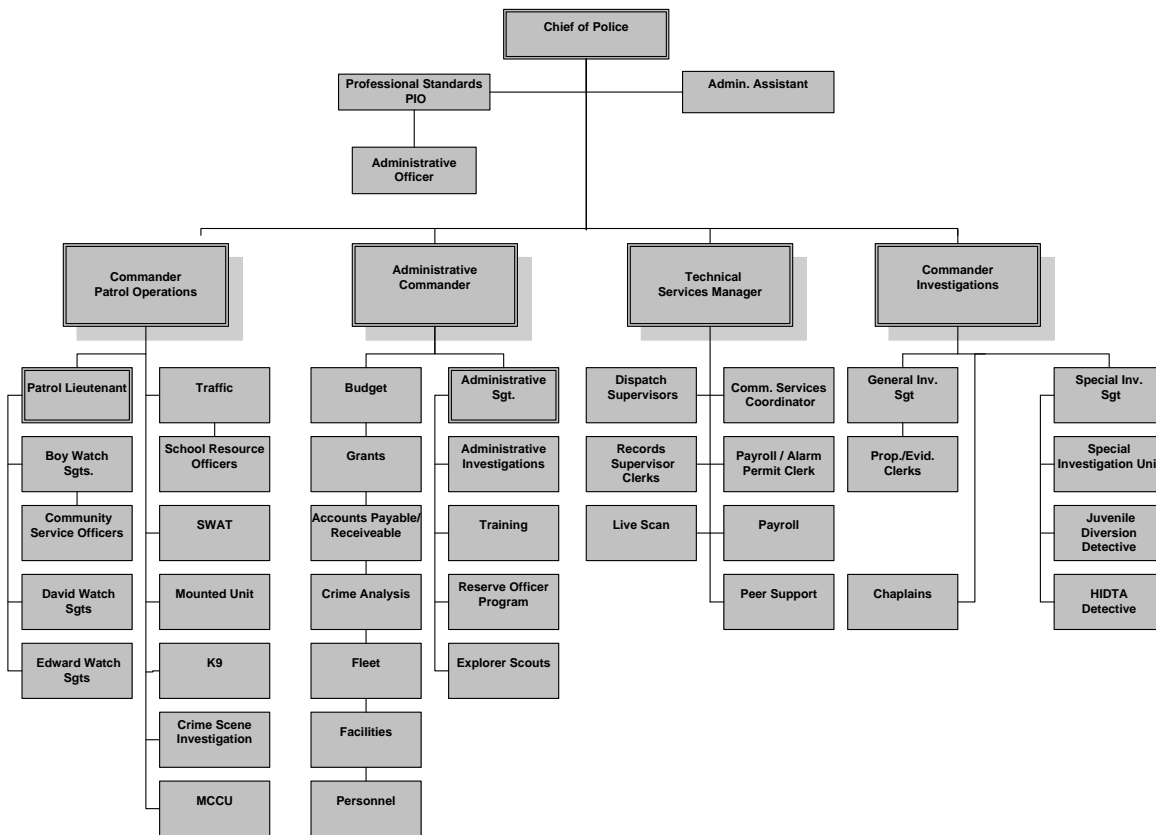 Chief of Police
Professional Standards
PIO
Admin. Assistant
Administrative
Officer
Commander
Patrol Operations
Administrative
Commander
Technical
Services Manager
Commander
Investigations
Patrol Lieutenant
Traffic
Budget
Administrative
Sgt.
Dispatch
Supervisors
Comm. Services
Coordinator
General Inv.
Sgt
Special Inv.
Sgt
Boy Watch
Sgts.
School Resource
Officers
Grants
Administrative
Investigations
Records
Supervisor
Clerks
Payroll / Alarm
Permit Clerk
Prop./Evid.
Clerks
Special
Investigation Unit
Community
Service Officers
SWAT
Accounts Payable/
Receiveable
Training
Live Scan
Payroll
Juvenile
Diversion
Detective
David Watch
Sgts
Mounted Unit
Crime Analysis
Reserve Officer
Program
Peer Support
Chaplains
HIDTA
Detective
Edward Watch
Sgts
K9
Fleet
Explorer Scouts
Crime Scene
Investigation
Facilities
MCCU
Personnel